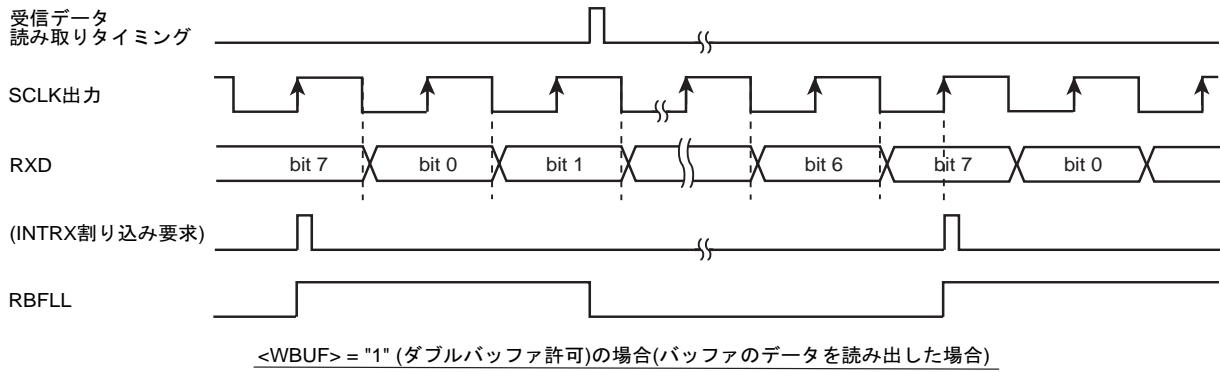 受信データ
読み取りタイミング
SCLK出力
RXD
bit 7
bit 0
bit 1
bit 6
bit 7
bit 0
(INTRX割り込み要求)
RBFLL
<WBUF> = "1" (ダブルバッファ許可)の場合(バッファのデータを読み出した場合)